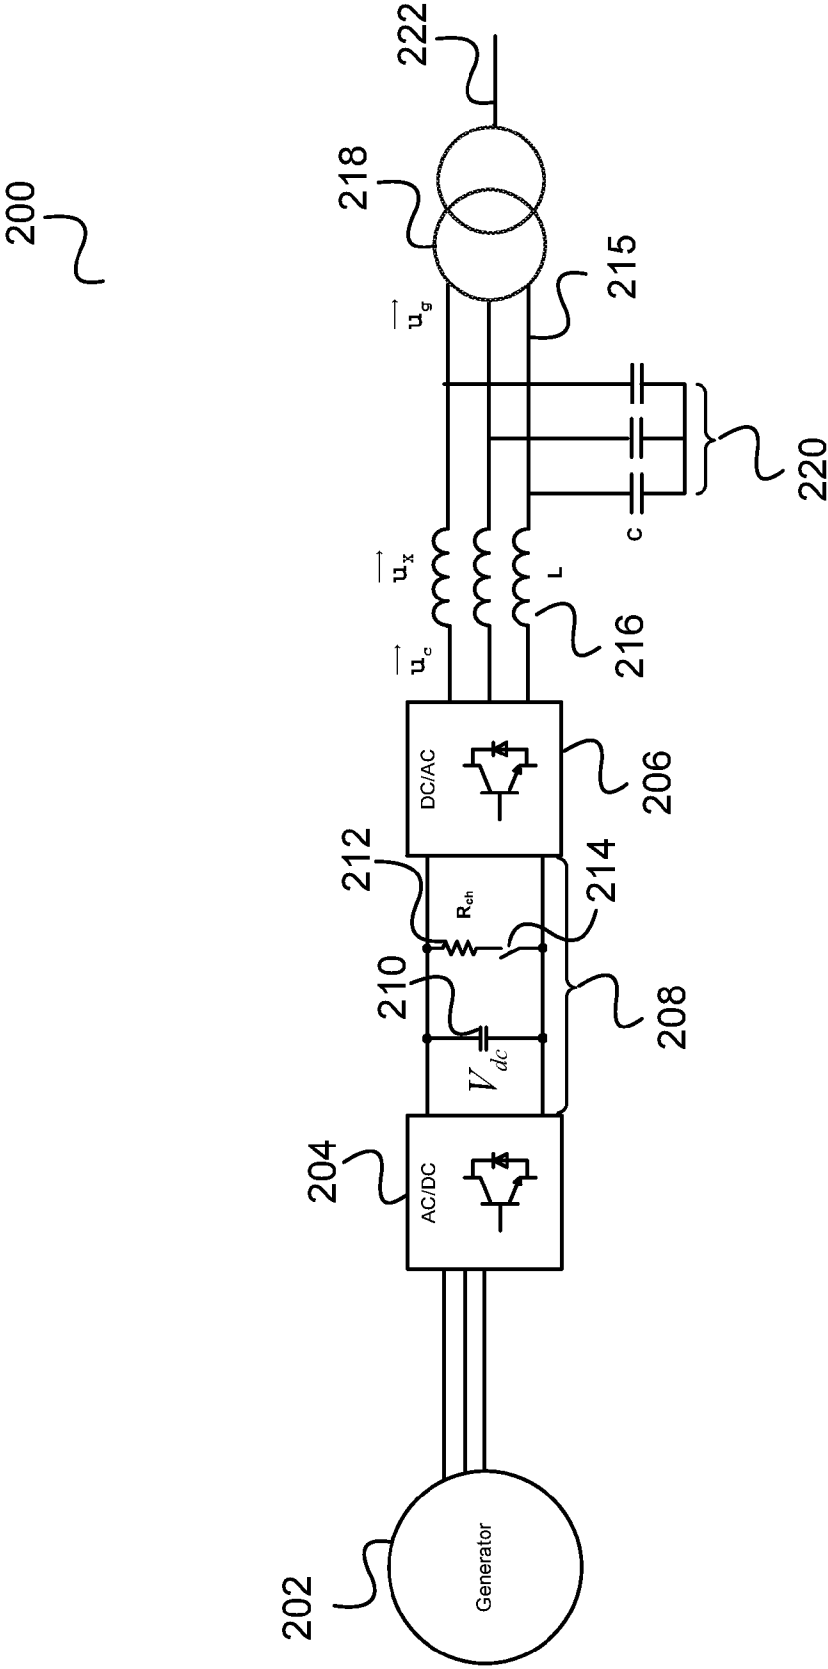 200
202
Generator
204
AC/DC
V_dc
210
212
R_ch
214
208
DC/AC
206
u_c
u_x
u_g
L
216
C
220
215
218
222